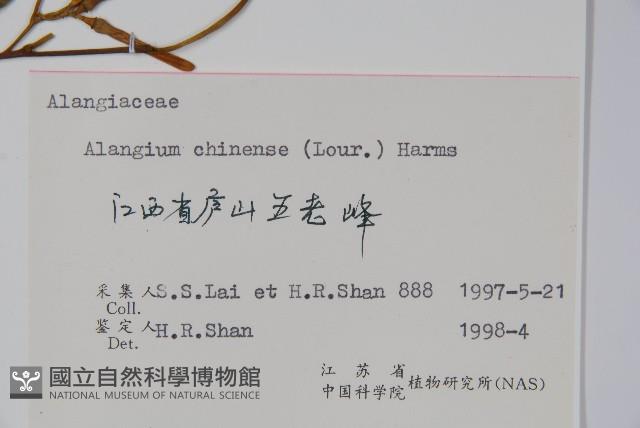 Alangiaceae
Alangium chinense (Lour.) Harms
江西省庐山五老峰
采集人 S.S.Lai et H.R.Shan 888 1997-5-21
Coll.
鉴定人 H.R.Shan 1998-4
Det.
江苏省
中国科学院 植物研究所(NAS)
國立自然科學博物館
NATIONAL MUSEUM OF NATURAL SCIENCE